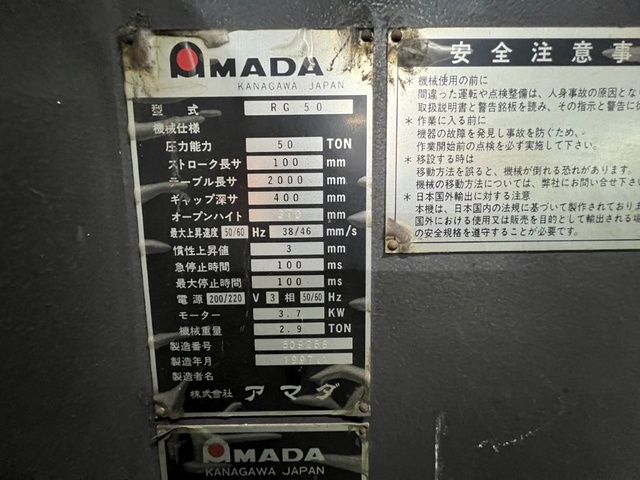 AMADA
KANAGAWA JAPAN
型式 RG 50
機械仕様
圧力能力 50 TON
ストローク長サ 100 mm
テーブル長サ 2000 mm
ギャップ深サ 400 mm
オープンハイト mm
最大上昇速度 50/60 Hz 38/46 mm/s
慣性上昇値 3 mm
急停止時間 100 ms
最大停止時間 100 ms
電源 200/220 V 3 相 50/60 Hz
モーター 3.7 KW
機械重量 2.9 TON
製造番号
製造年月 1997.
製造者名
株式会社 アマダ
AMADA
KANAGAWA JAPAN
安全注意事
* 機械使用の前に
間違った運転や点検整備は、人身事故の原因とな
取扱説明書と警告銘板を読み、その指示と警告に
* 作業に入る前に
機器の故障を発見し事故を防ぐため、
作業開始前の点検を必ず実施して下さい。
* 移設する時は
移動方法を誤ると、機械が倒れる恐れがあります。
機械の移動方法については、弊社にお問い合せ下さ
* 日本国外輸出に対する注意
本機は、日本国内の法規に基づいて製作されており
国外における使用又は販売を目的として輸出される場
の安全規格を遵守することが必要です。